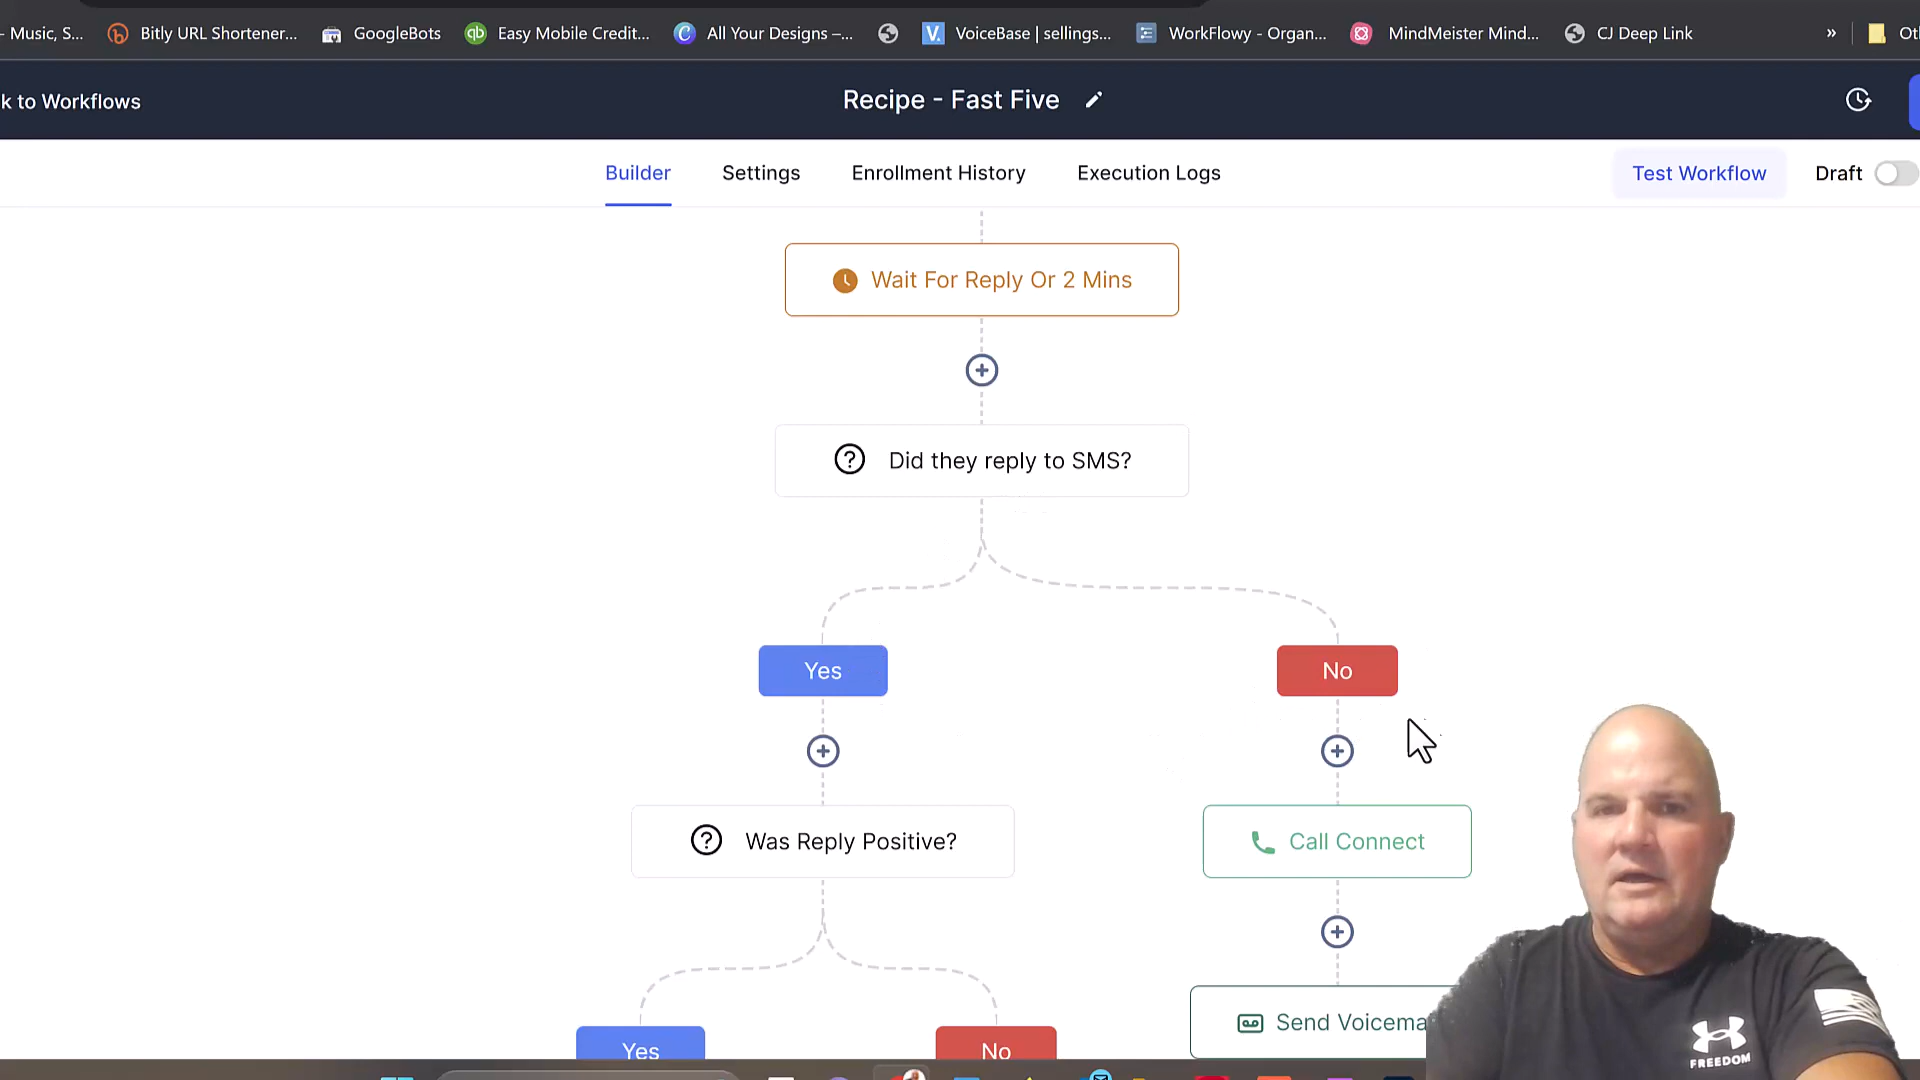 - Music, S...
Bitly URL Shortener...
GoogleBots
Easy Mobile Credit...
All Your Designs –...
VoiceBase | sellings...
WorkFlowy - Organ...
MindMeister Mind...
CJ Deep Link
»
Otl
k to Workflows
Recipe - Fast Five
Builder
Settings
Enrollment History
Execution Logs
Test Workflow
Draft
Wait For Reply Or 2 Mins
Did they reply to SMS?
Yes
No
Was Reply Positive?
Call Connect
Send Voicema
Yes
No
FREEDOM